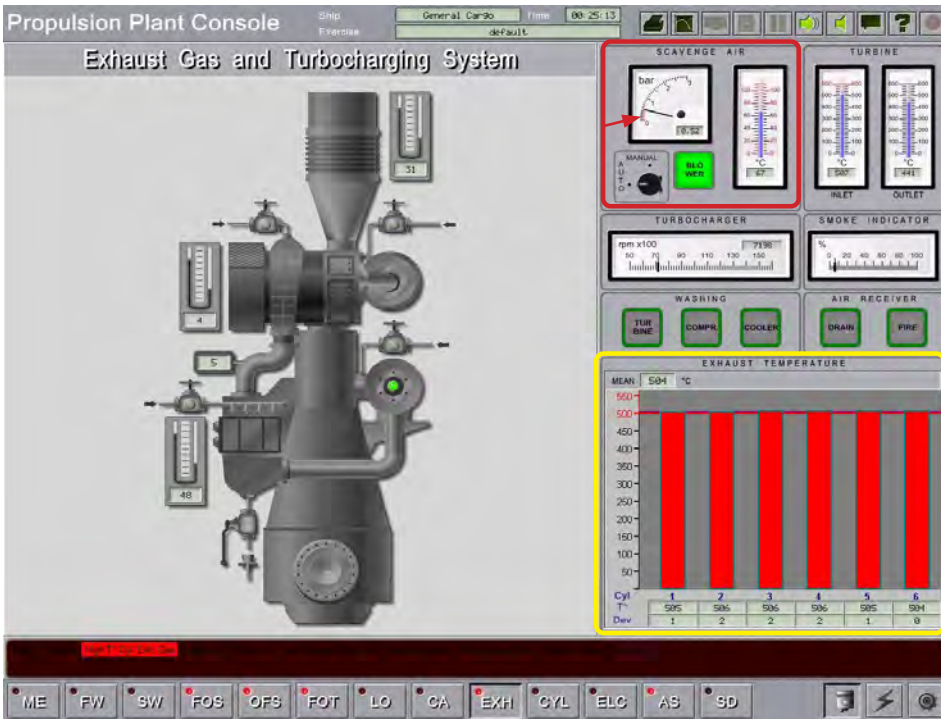 Propulsion Plant Console
Ship
General Cargo
Time
00:25:13
Exercise
default
Exhaust Gas and Turbocharging System
31
4
5
48
SCAVENGE AIR
bar
0.52
MANUAL
AUTO
BLO
WER
°C
67
TURBINE
°C
507
INLET
°C
441
OUTLET
TURBOCHARGER
rpm x100
7198
50 70 90 110 130 150
SMOKE INDICATOR
%
0 20 40 60 80 100
WASHING
TUR
BINE
COMPR.
COOLER
AIR RECEIVER
DRAIN
FIRE
EXHAUST TEMPERATURE
MEAN 504 °C
550
500
450
400
350
300
250
200
150
100
50
Cyl 1 2 3 4 5 6
T° 505 506 506 506 505 504
Dev 1 2 2 2 1 0
ME FW SW FOS OFS FOT LO CA EXH CYL ELC AS SD